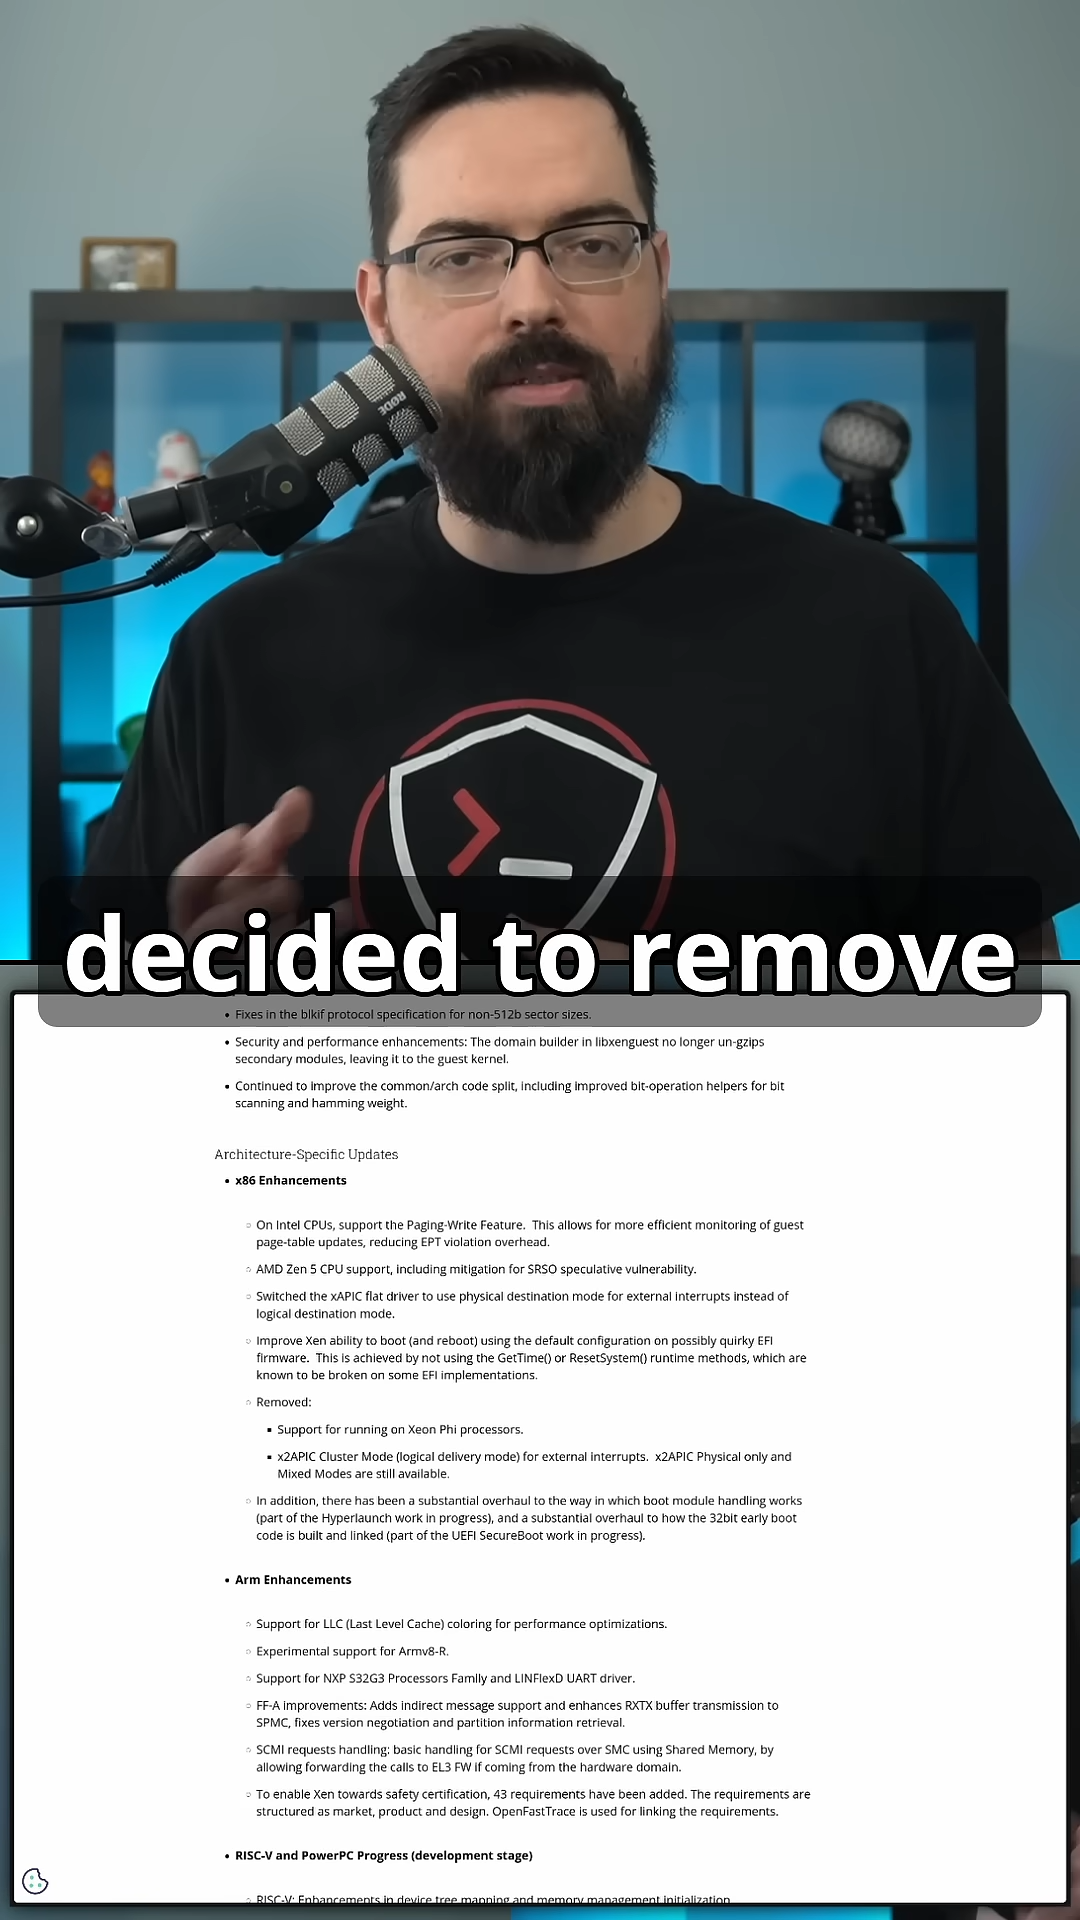 RØDE
decided to remove
• Fixes in the blkif protocol specification for non-512b sector sizes.
• Security and performance enhancements: The domain builder in libxenguest no longer un-gzips
secondary modules, leaving it to the guest kernel.
• Continued to improve the common/arch code split, including improved bit-operation helpers for bit
scanning and hamming weight.
Architecture-Specific Updates
• x86 Enhancements
◦ On Intel CPUs, support the Paging-Write Feature. This allows for more efficient monitoring of guest
page-table updates, reducing EPT violation overhead.
◦ AMD Zen 5 CPU support, including mitigation for SRSO speculative vulnerability.
◦ Switched the xAPIC flat driver to use physical destination mode for external interrupts instead of
logical destination mode.
◦ Improve Xen ability to boot (and reboot) using the default configuration on possibly quirky EFI
firmware. This is achieved by not using the GetTime() or ResetSystem() runtime methods, which are
known to be broken on some EFI implementations.
◦ Removed:
▪ Support for running on Xeon Phi processors.
▪ x2APIC Cluster Mode (logical delivery mode) for external interrupts. x2APIC Physical only and
Mixed Modes are still available.
◦ In addition, there has been a substantial overhaul to the way in which boot module handling works
(part of the Hyperlaunch work in progress), and a substantial overhaul to how the 32bit early boot
code is built and linked (part of the UEFI SecureBoot work in progress).
• Arm Enhancements
◦ Support for LLC (Last Level Cache) coloring for performance optimizations.
◦ Experimental support for Armv8-R.
◦ Support for NXP S32G3 Processors Family and LINFlexD UART driver.
◦ FF-A improvements: Adds indirect message support and enhances RXTX buffer transmission to
SPMC, fixes version negotiation and partition information retrieval.
◦ SCMI requests handling: basic handling for SCMI requests over SMC using Shared Memory, by
allowing forwarding the calls to EL3 FW if coming from the hardware domain.
◦ To enable Xen towards safety certification, 43 requirements have been added. The requirements are
structured as market, product and design. OpenFastTrace is used for linking the requirements.
• RISC-V and PowerPC Progress (development stage)
◦ RISC-V: Enhancements in device tree mapping and memory management initialization